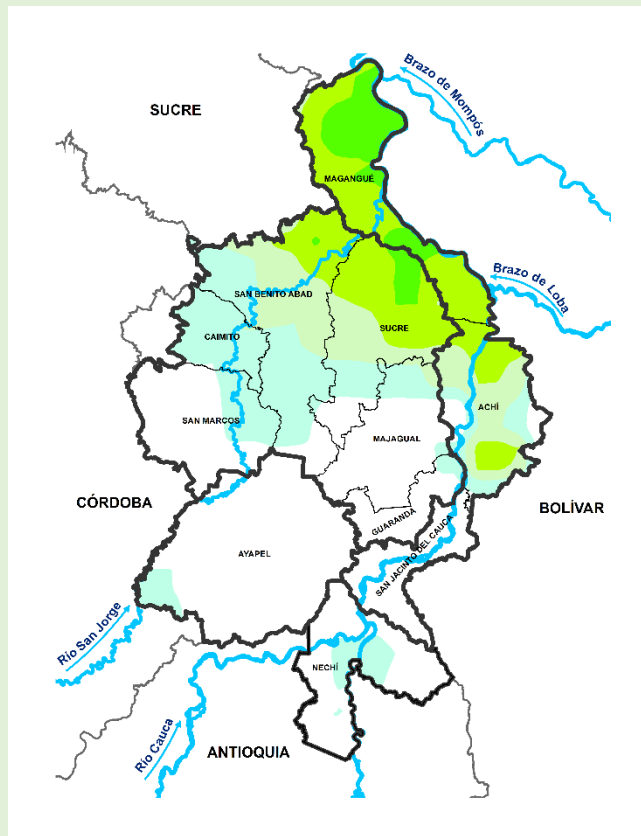 Brazo de Mompós
SUCRE
MAGANGUÉ
Brazo de Loba
SAN BENITO ABAD
SUCRE
CAIMITO
ACHÍ
SAN MARCOS
MAJAGUAL
CÓRDOBA
BOLÍVAR
GUARANDA
AYAPEL
SAN JACINTO DEL CAUCA
Río San Jorge
NECHÍ
Río Cauca
ANTIOQUIA